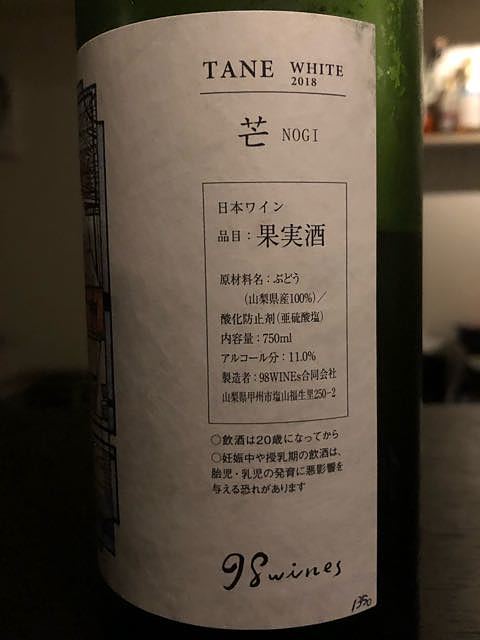 TANE WHITE
2018
芒 NOGI
日本ワイン
品目：果実酒
原材料名：ぶどう
（山梨県産100%）／
酸化防止剤（亜硫酸塩）
内容量：750ml
アルコール分：11.0%
製造者：98WINEs合同会社
山梨県甲州市塩山福生里250-2
○飲酒は20歳になってから
○妊娠中や授乳期の飲酒は、
胎児・乳児の発育に悪影響を
与える恐れがあります
98wines